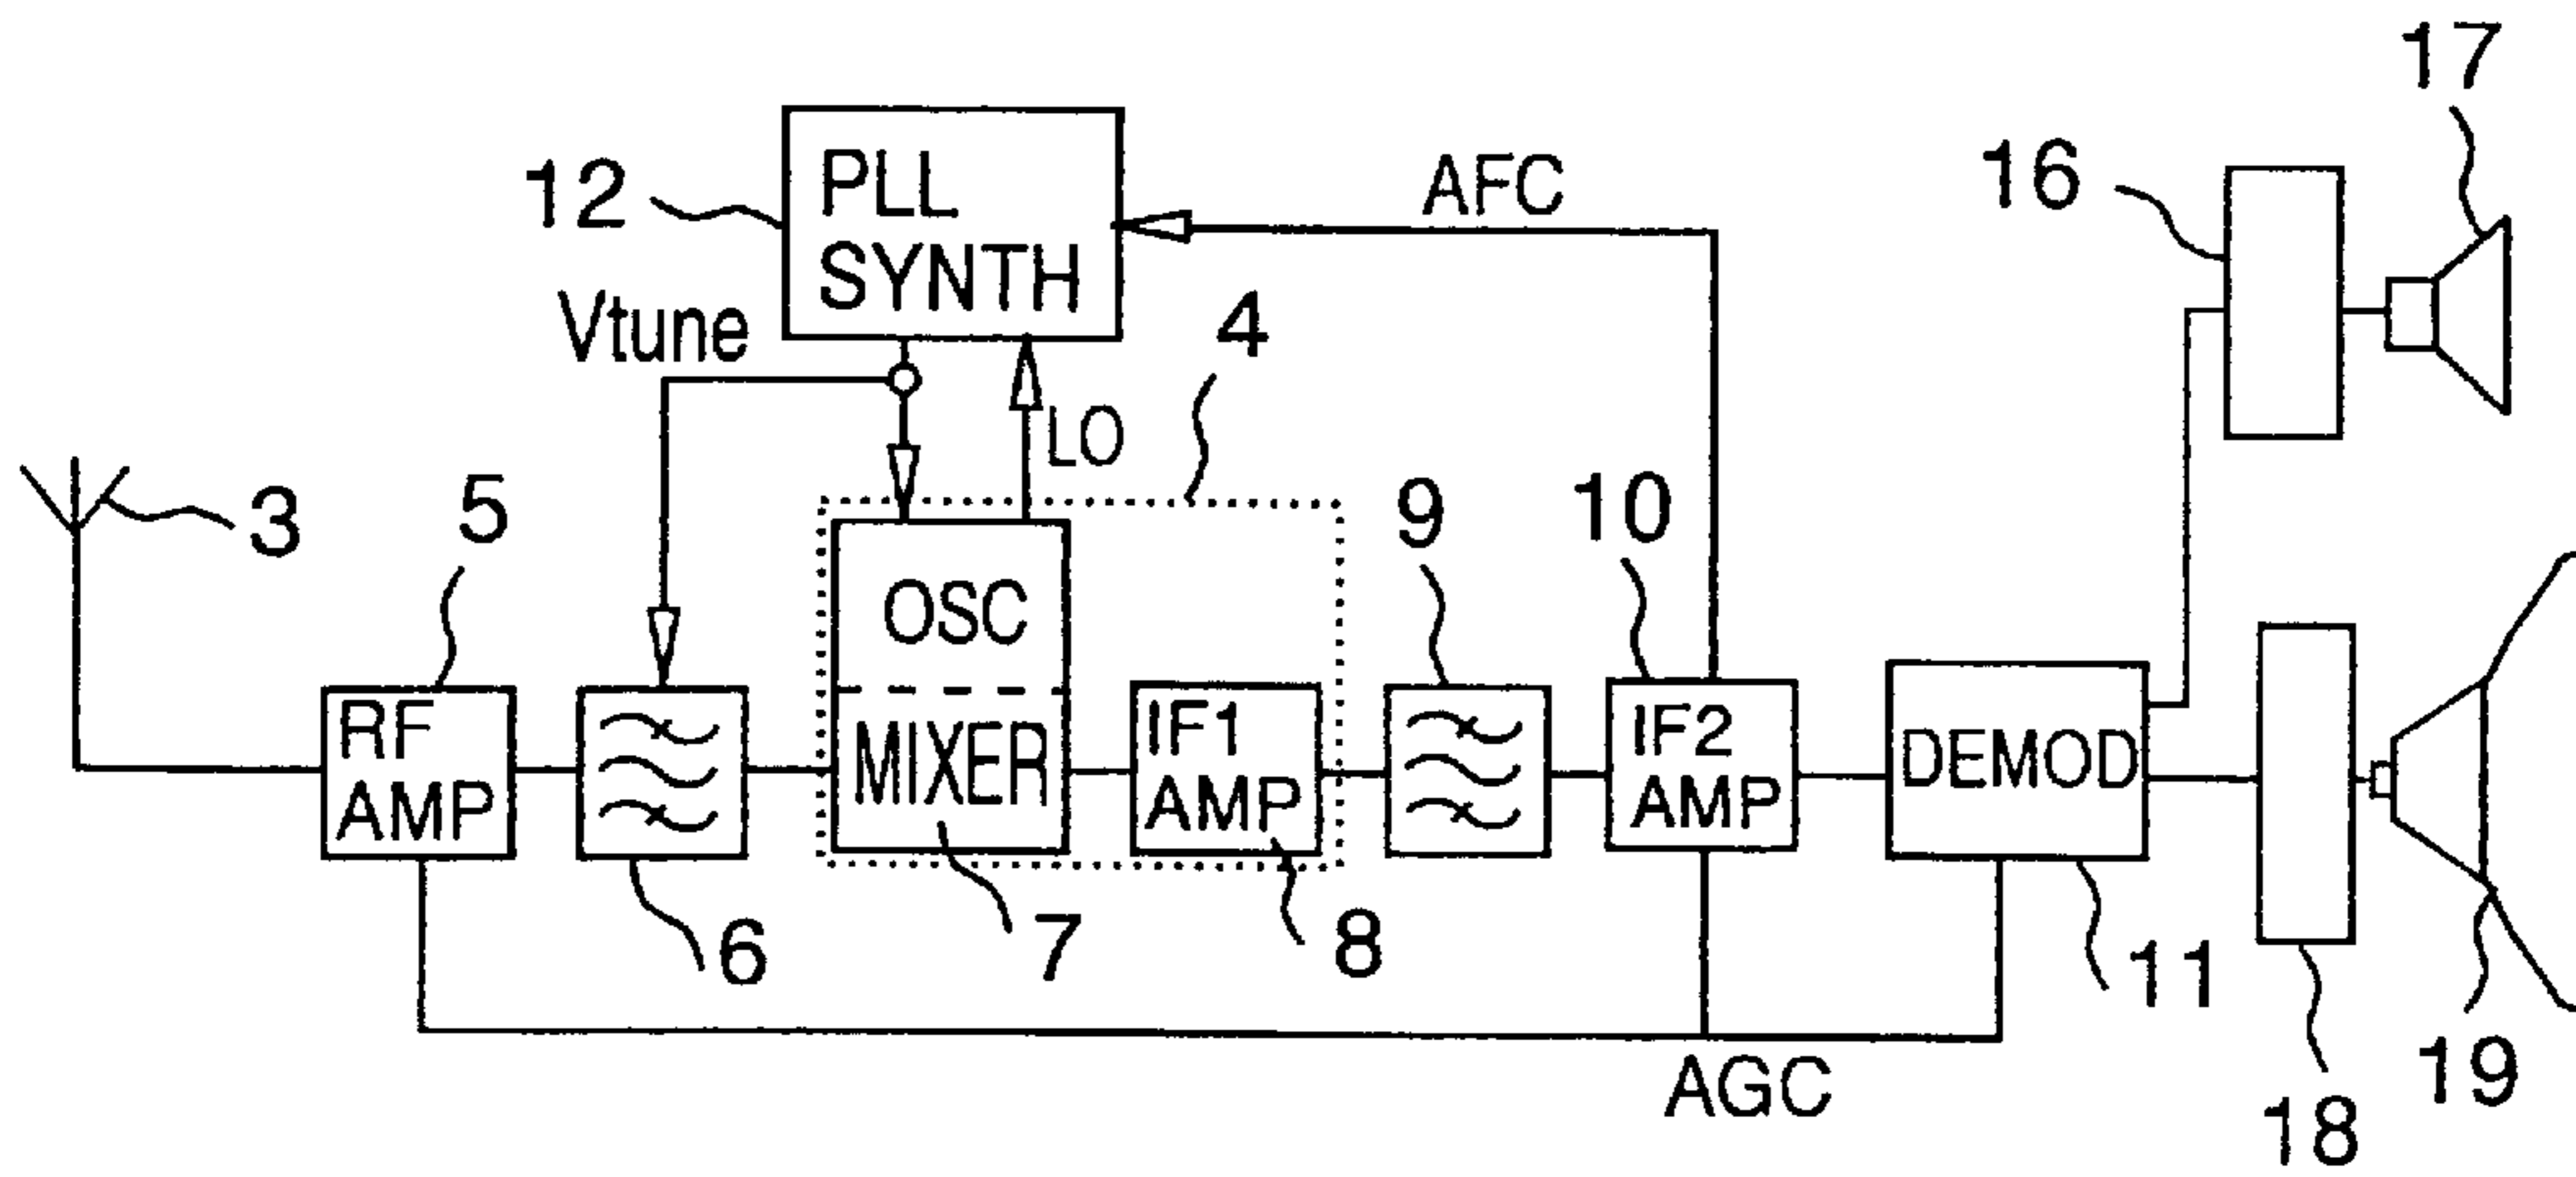 17
12
PLL
SYNTH
AFC
16
Vtune
4
LO
3
5
9
10
OSC
RF
AMP
MIXER
IF1
AMP
IF2
AMP
DEMOD
6
7
8
11
AGC
18
19